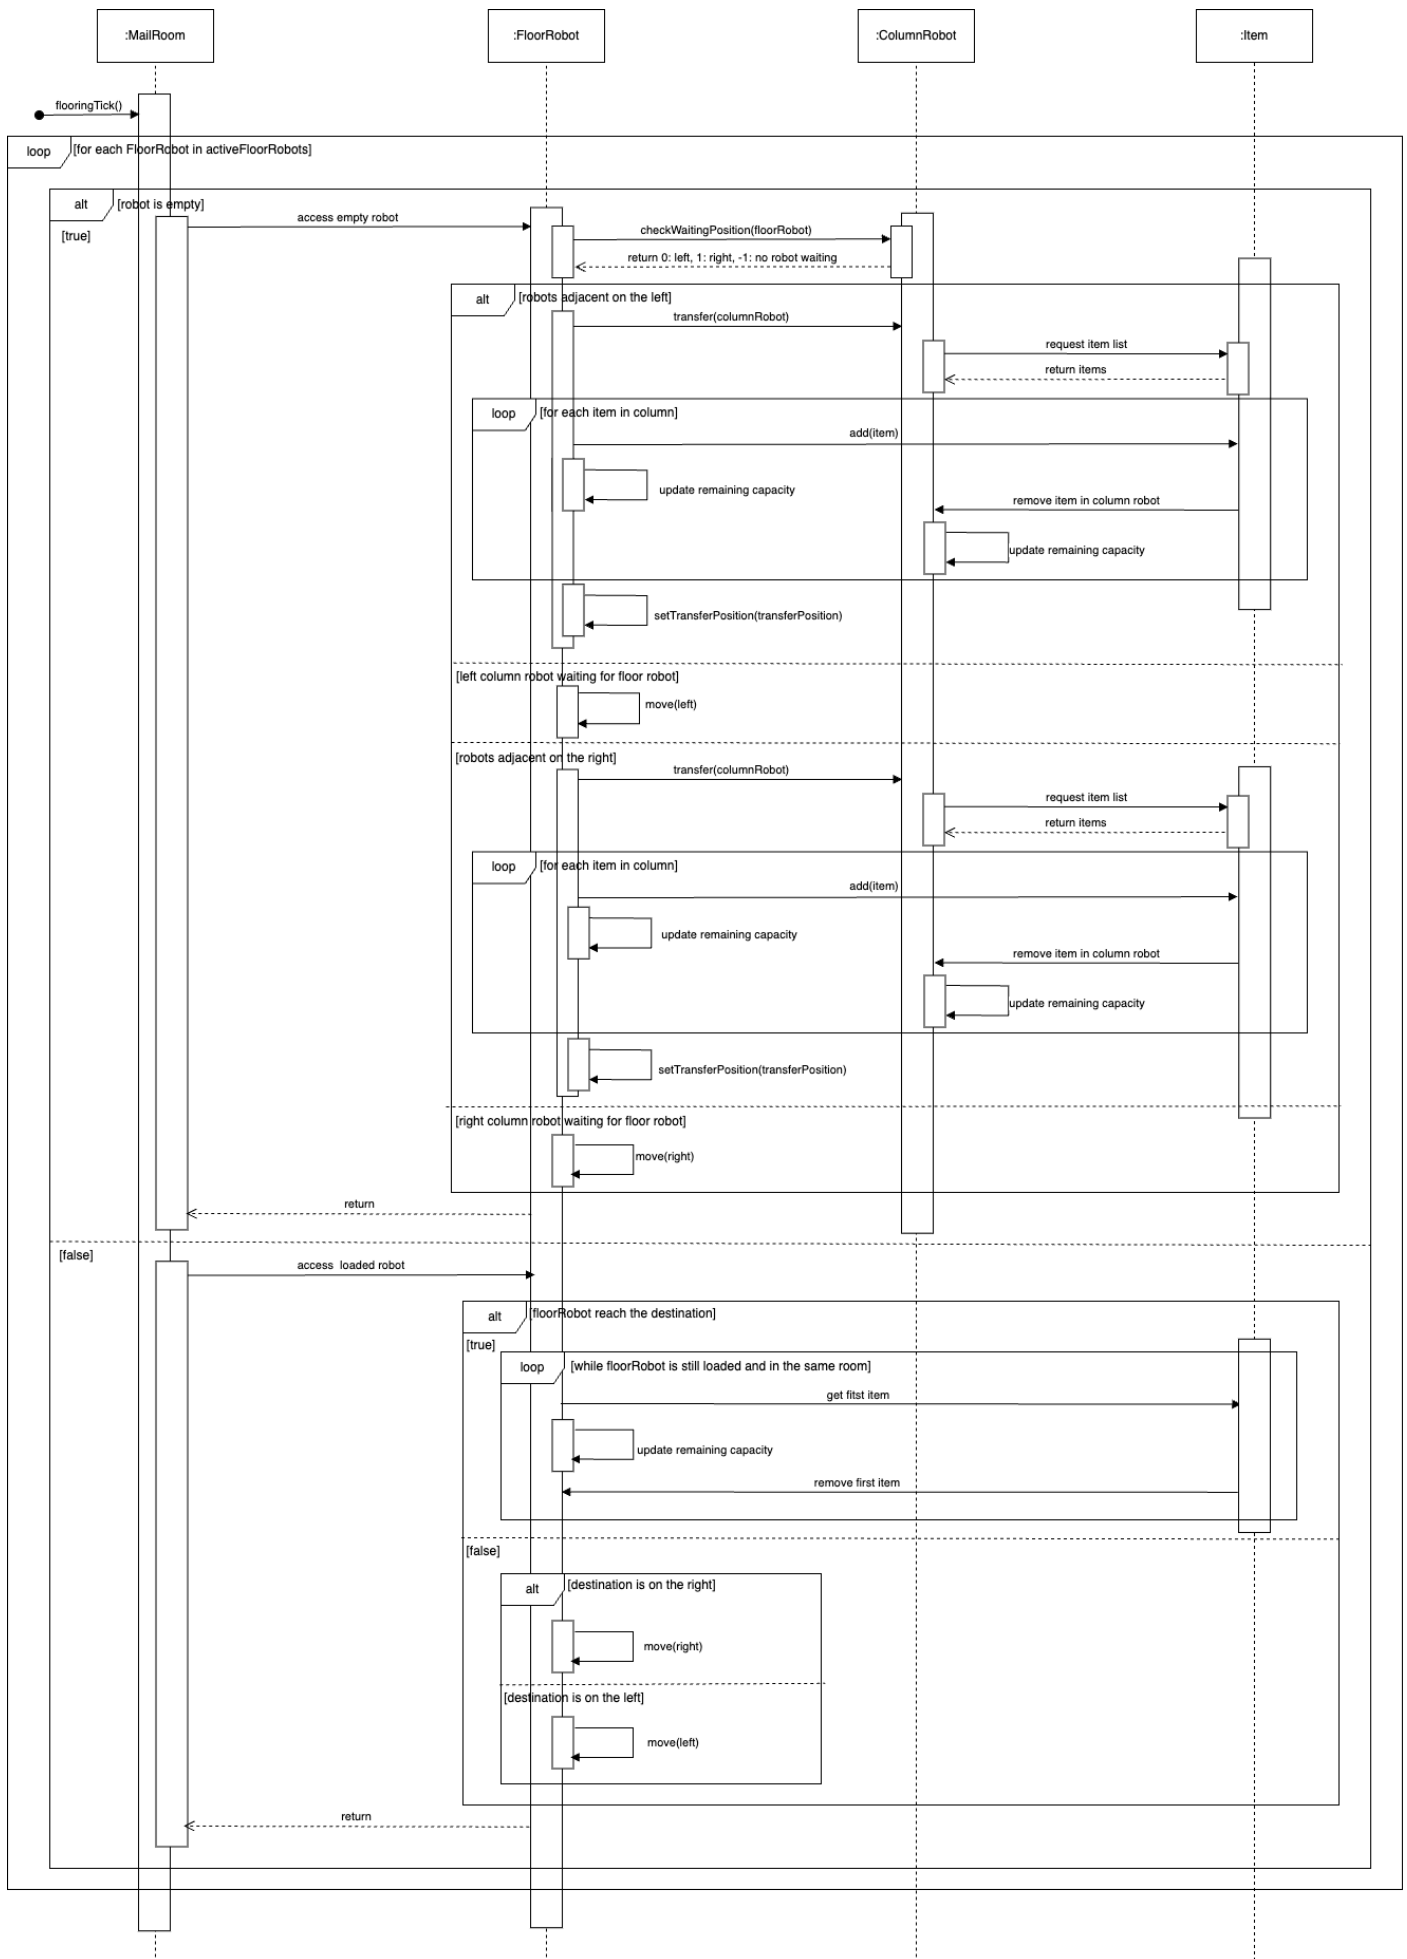 :MailRoom
:FloorRobot
:ColumnRobot
:Item
flooringTick()
loop
[for each FloorRobot in activeFloorRobots]
alt
[robot is empty]
[true]
access empty robot
checkWaitingPosition(floorRobot)
return 0: left, 1: right, -1: no robot waiting
alt
[robots adjacent on the left]
transfer(columnRobot)
request item list
return items
loop
[for each item in column]
add(item)
update remaining capacity
remove item in column robot
update remaining capacity
setTransferPosition(transferPosition)
[left column robot waiting for floor robot]
move(left)
[robots adjacent on the right]
transfer(columnRobot)
request item list
return items
loop
[for each item in column]
add(item)
update remaining capacity
remove item in column robot
update remaining capacity
setTransferPosition(transferPosition)
[right column robot waiting for floor robot]
move(right)
return
[false]
access loaded robot
alt
[floorRobot reach the destination]
[true]
loop
[while floorRobot is still loaded and in the same room]
get fitst item
update remaining capacity
remove first item
[false]
alt
[destination is on the right]
move(right)
[destination is on the left]
move(left)
return